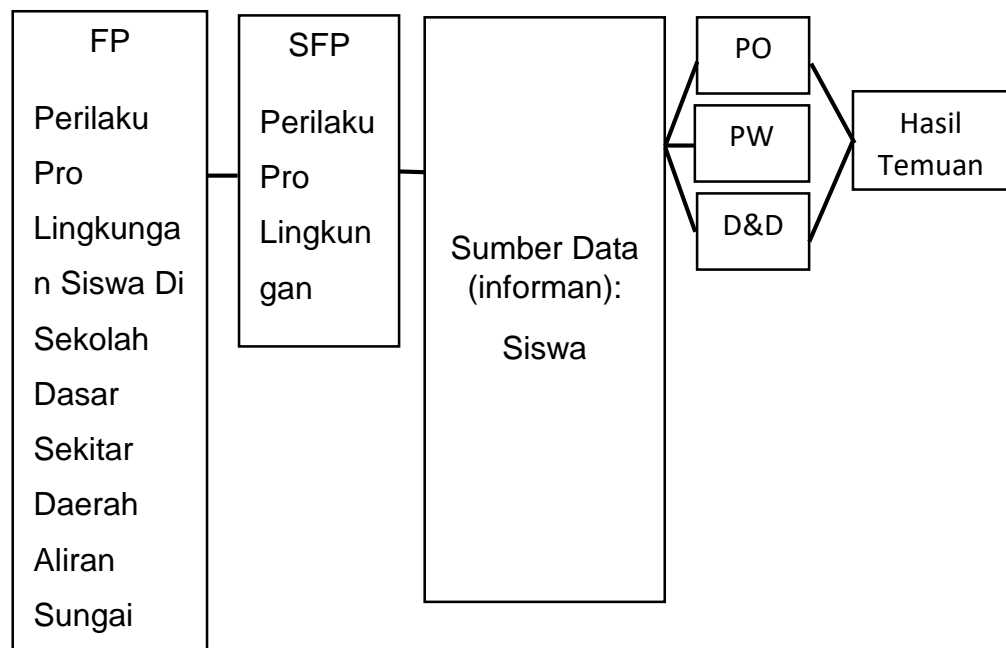 FP
Perilaku
Pro
Lingkunga
n Siswa Di
Sekolah
Dasar
Sekitar
Daerah
Aliran
Sungai
SFP
Perilaku
Pro
Lingkun
gan
Sumber Data
(informan):
Siswa
PO
PW
D&D
Hasil
Temuan